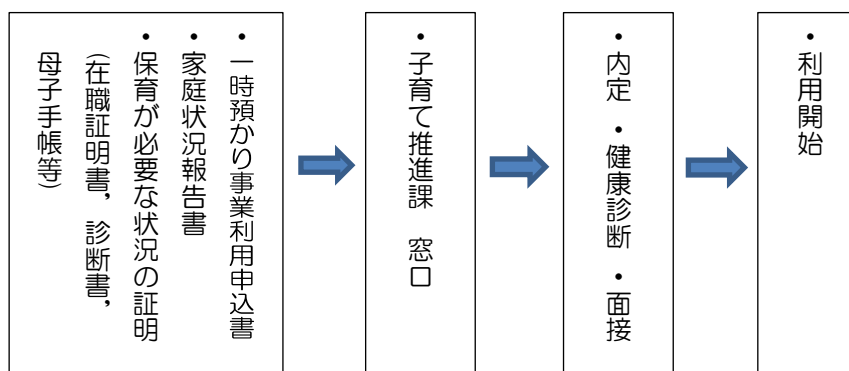 ・一時預かり事業利用申込書
・家庭状況報告書
・保育が必要な状況の証明
(在職証明書，診断書，
母子手帳等)
・子育て推進課　窓口
・内定　・健康診断　・面接
・利用開始